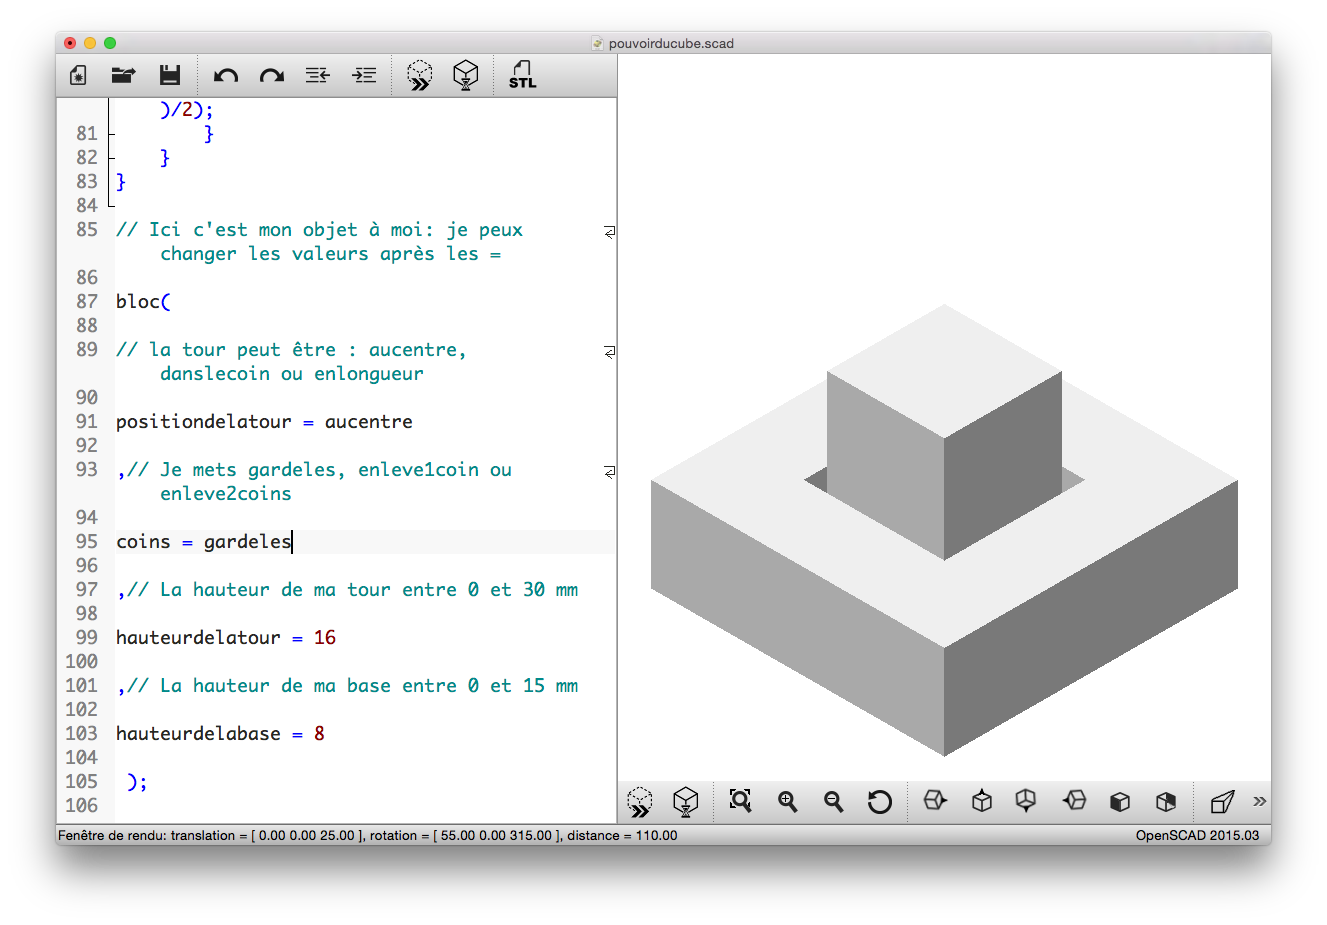 pouvoirducube.scad
STL
)/2);
81 }
82 }
83 }
84
85 // Ici c'est mon objet à moi: je peux
changer les valeurs après les =
86
87 bloc(
88
89 // la tour peut être : aucentre,
danslecoin ou enlongueur
90
91 positiondelatour = aucentre
92
93 ,// Je mets gardeles, enleve1coin ou
enleve2coins
94
95 coins = gardeles
96
97 ,// La hauteur de ma tour entre 0 et 30 mm
98
99 hauteurdelatour = 16
100
101 ,// La hauteur de ma base entre 0 et 15 mm
102
103 hauteurdelabase = 8
104
105 );
106
Fenêtre de rendu: translation = [ 0.00 0.00 25.00 ], rotation = [ 55.00 0.00 315.00 ], distance = 110.00
OpenSCAD 2015.03